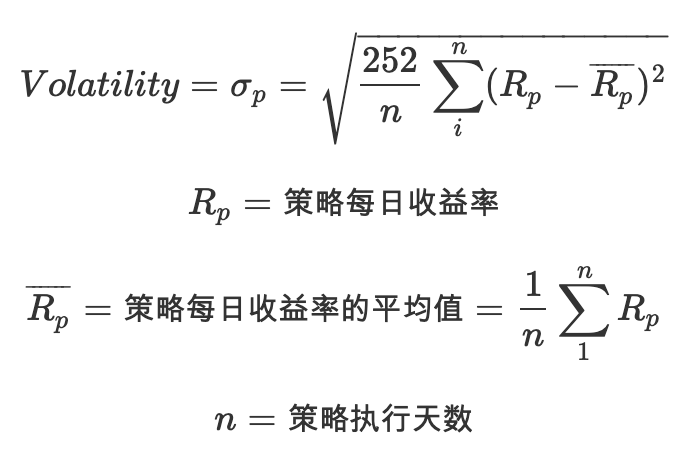 $Volatility = \sigma_p = \sqrt{\frac{252}{n} \sum_{i}^{n} (R_p - \overline{R_p})^2}$
$R_p = 策略每日收益率$
$\overline{R_p} = 策略每日收益率的平均值 = \frac{1}{n} \sum_{1}^{n} R_p$
$n = 策略执行天数$